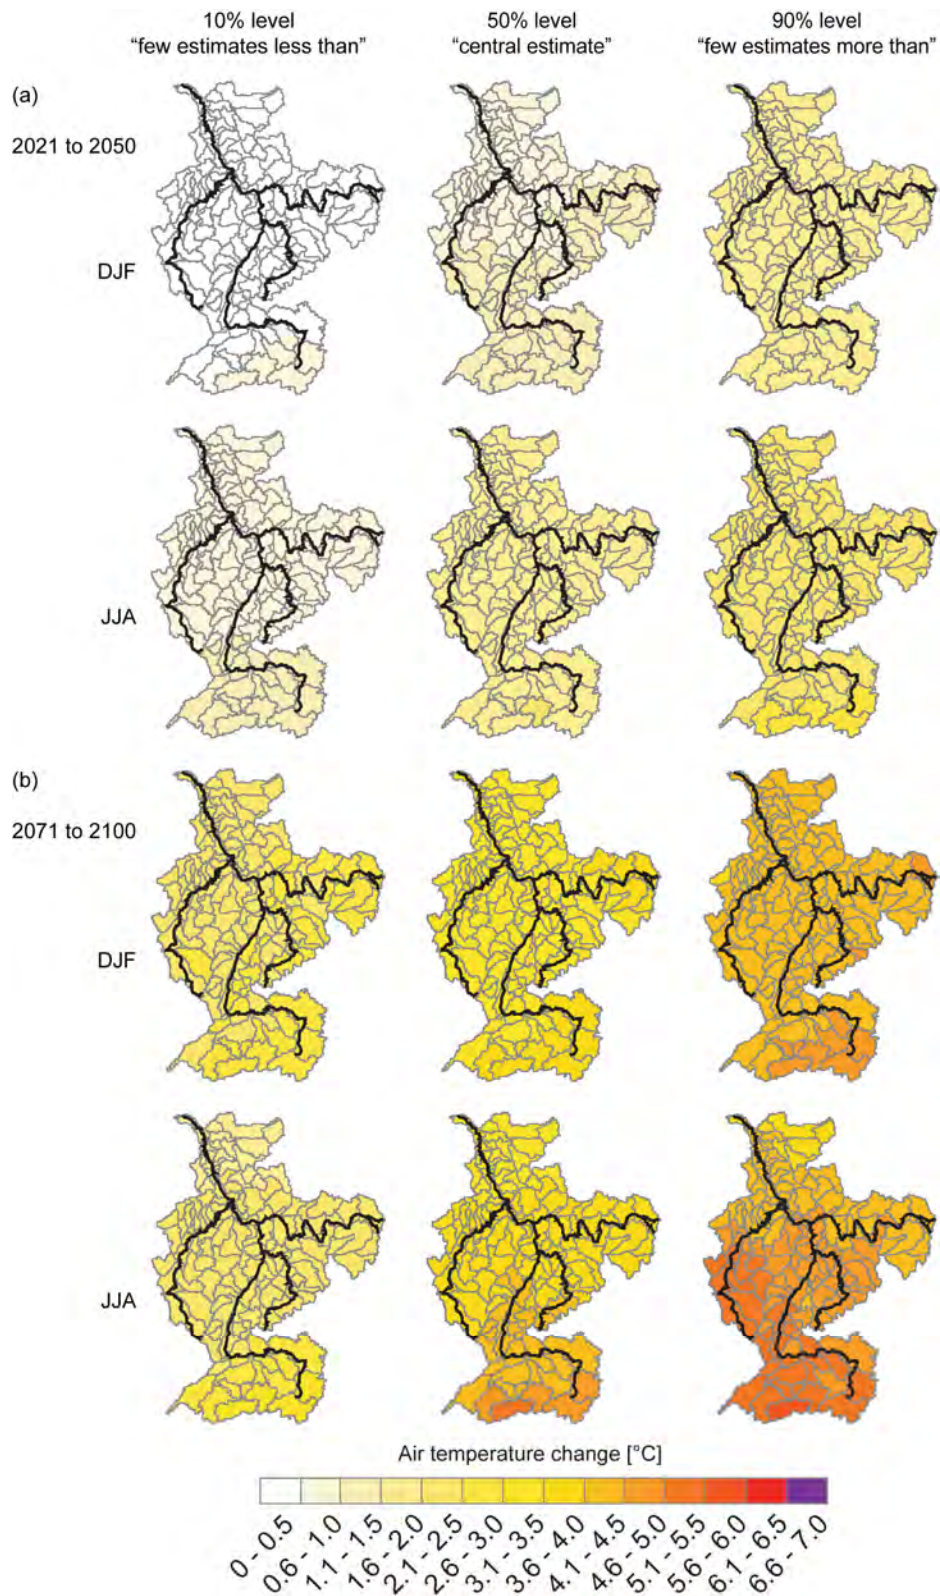 10% level
“few estimates less than”
50% level
“central estimate”
90% level
“few estimates more than”
(a)
2021 to 2050
DJF
JJA
(b)
2071 to 2100
DJF
JJA
Air temperature change [°C]
0 - 0.5
0.6 - 1.0
1.1 - 1.5
1.6 - 2.0
2.1 - 2.5
2.6 - 3.0
3.1 - 3.5
3.6 - 4.0
4.1 - 4.5
4.6 - 5.0
5.1 - 5.5
5.6 - 6.0
6.1 - 6.5
6.6 - 7.0